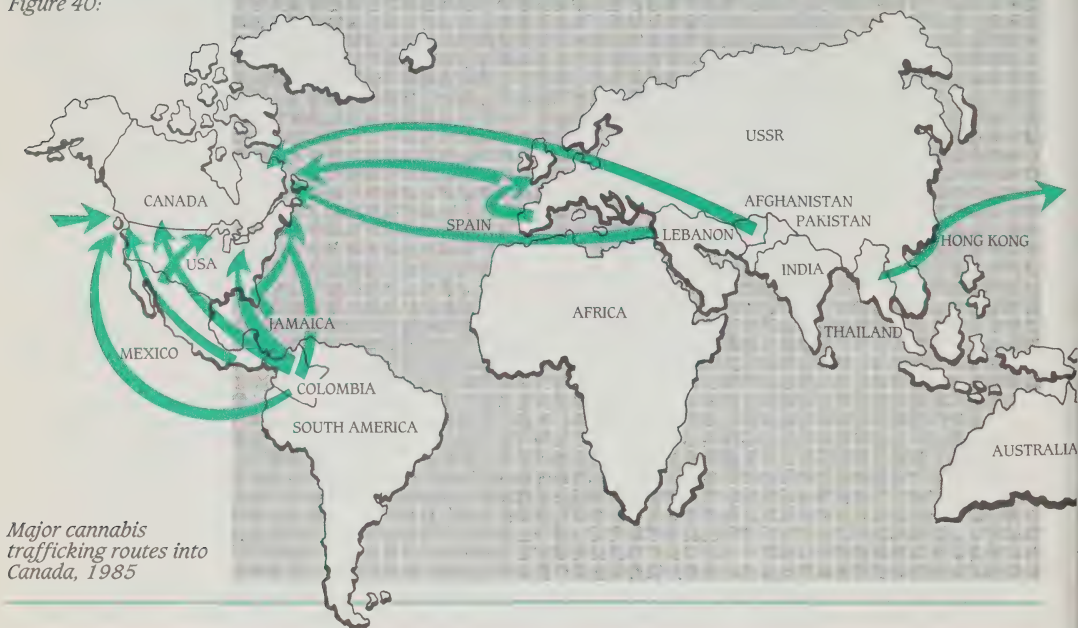 Figure 40:
USSR
CANADA
AFGHANISTAN
SPAIN
LEBANON
PAKISTAN
HONG KONG
USA
INDIA
JAMAICA
AFRICA
THAILAND
MEXICO
COLOMBIA
SOUTH AMERICA
AUSTRALIA
Major cannabis
trafficking routes into
Canada, 1985